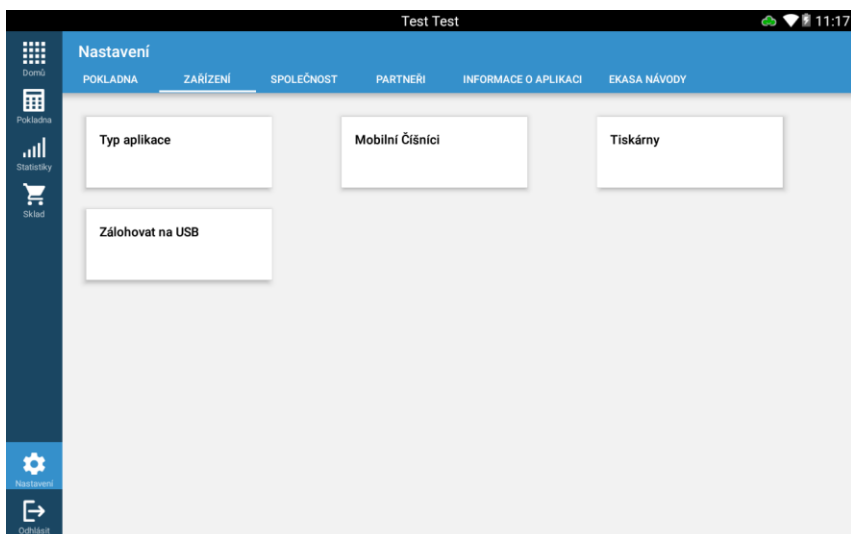 Test Test
11:17
Domů
Pokladna
Statistiky
Sklad
Nastavení
Odhlásit
Nastavení
POKLADNA ZAŘÍZENÍ SPOLEČNOST PARTNEŘI INFORMACE O APLIKACI EKASA NÁVODY
Typ aplikace Mobilní Číšníci Tiskárny
Zálohovat na USB